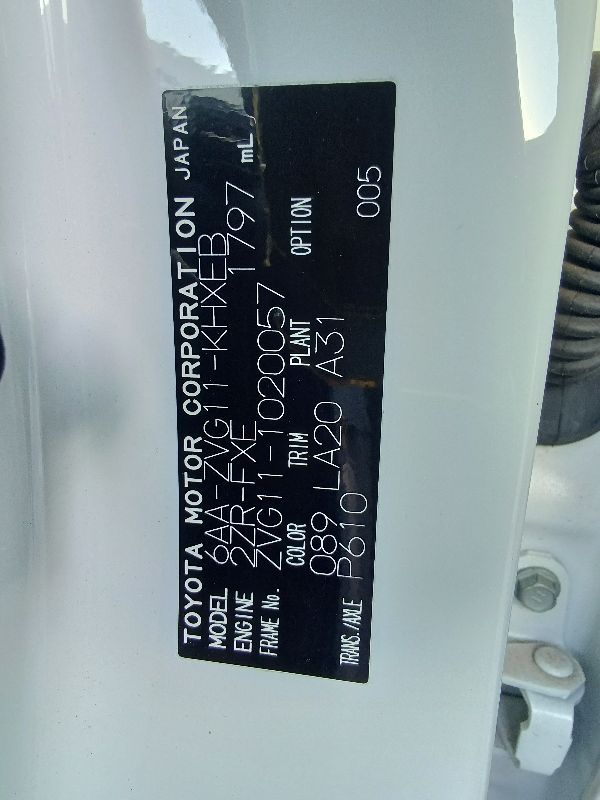 TOYOTA MOTOR CORPORATION JAPAN
MODEL 6AA-ZVG11-KHXEB
ENGINE 2ZR-FXE 1797 mL
FRAME No. ZVG11-1020057
COLOR TRIM PLANT OPTION
089 LA20 A31
TRANS./AXLE P610 005